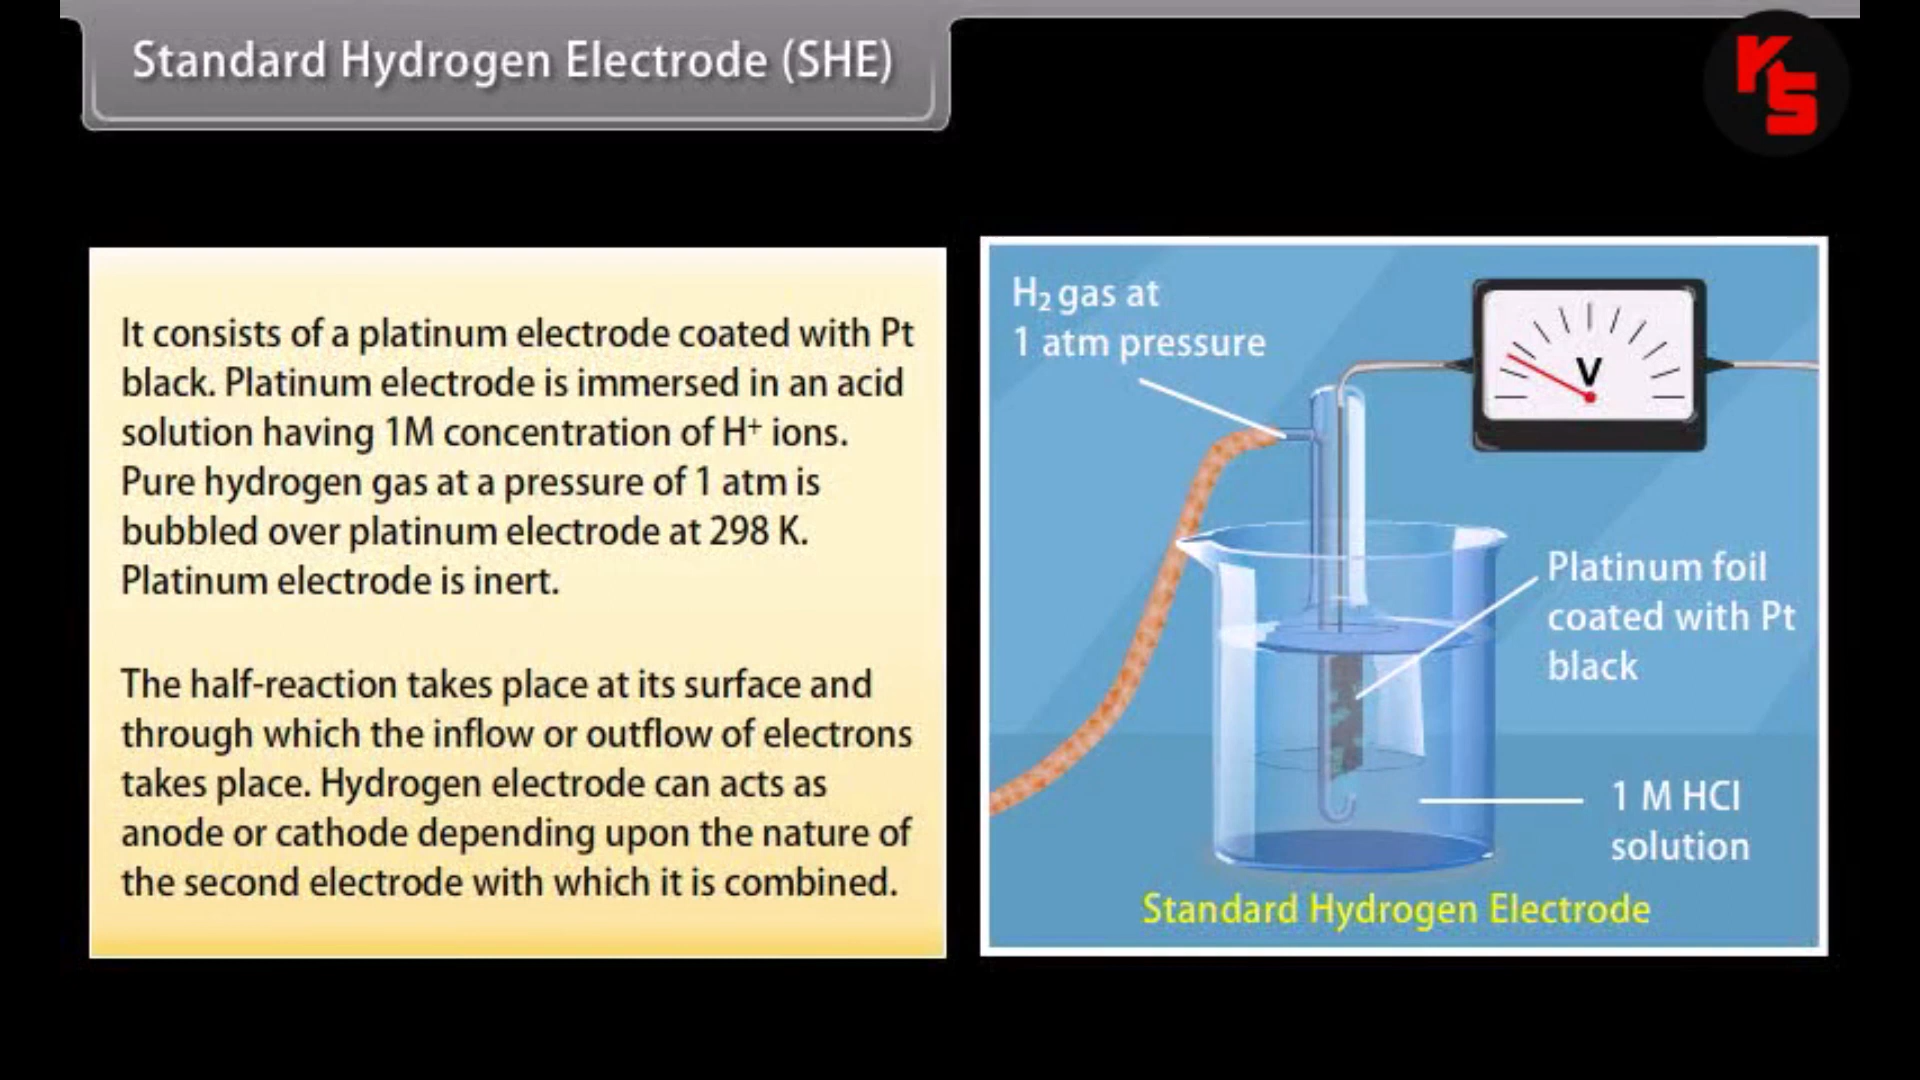 Standard Hydrogen Electrode (SHE)
KS
It consists of a platinum electrode coated with Pt
black. Platinum electrode is immersed in an acid
solution having 1M concentration of H⁺ ions.
Pure hydrogen gas at a pressure of 1 atm is
bubbled over platinum electrode at 298 K.
Platinum electrode is inert.
The half-reaction takes place at its surface and
through which the inflow or outflow of electrons
takes place. Hydrogen electrode can acts as
anode or cathode depending upon the nature of
the second electrode with which it is combined.
H₂ gas at
1 atm pressure
V
Platinum foil
coated with Pt
black
1 M HCl
solution
Standard Hydrogen Electrode